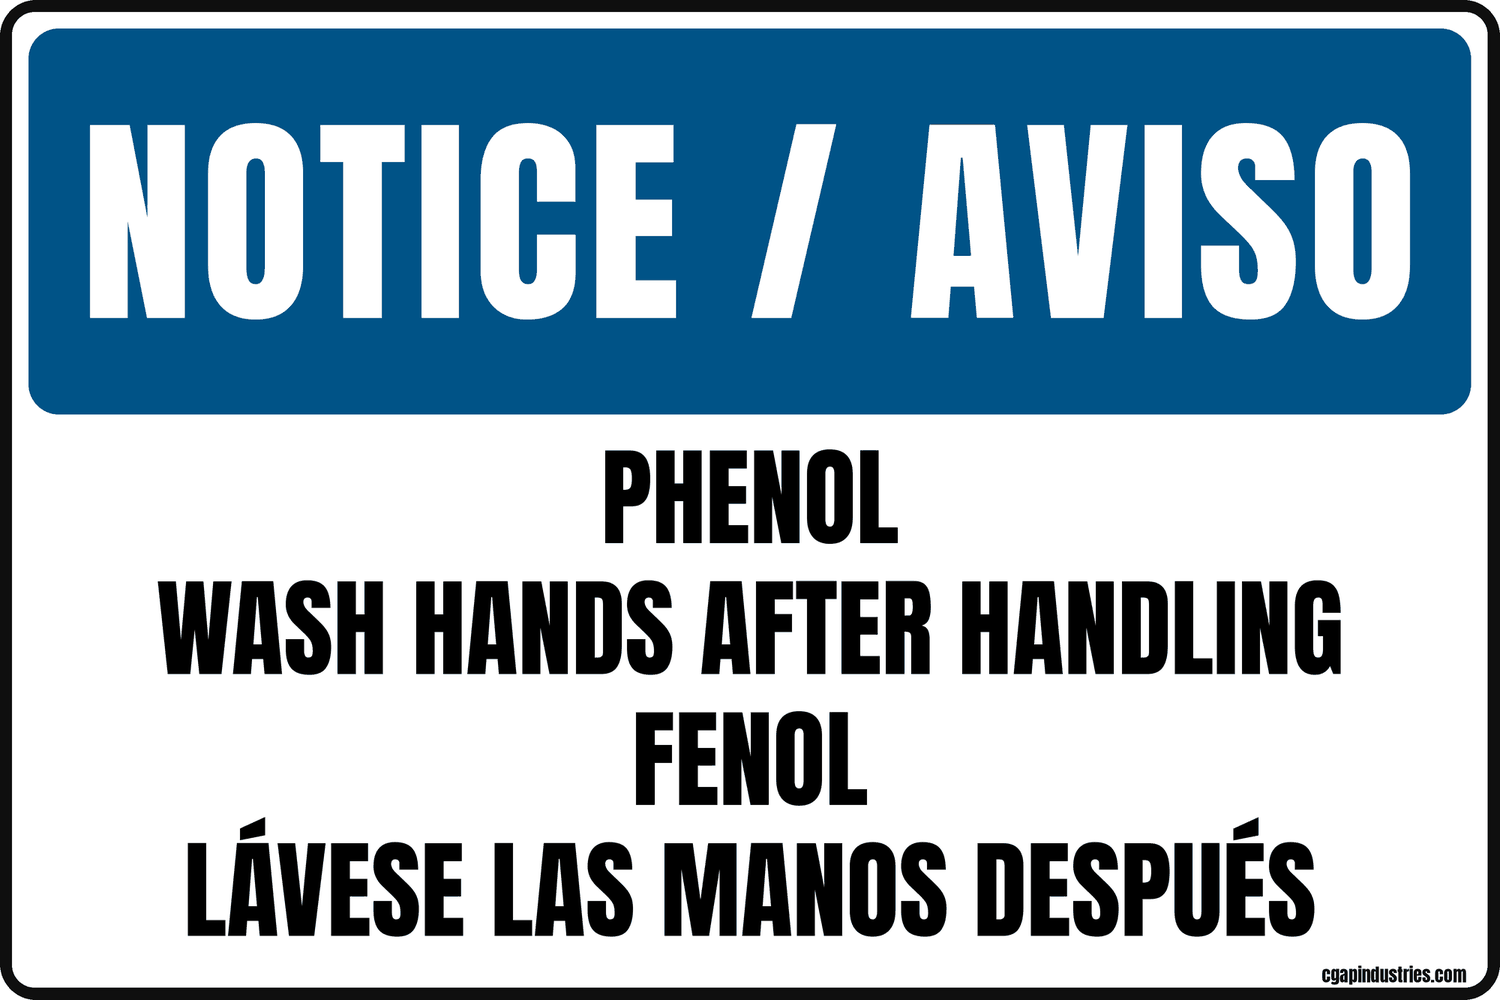 NOTICE / AVISO
PHENOL
WASH HANDS AFTER HANDLING
FENOL
LÁVESE LAS MANOS DESPUÉS
cgapindustries.com